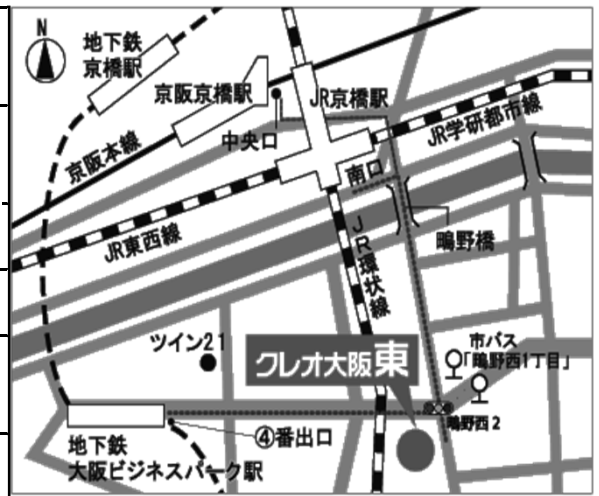 N
地下鉄
京橋駅
京阪京橋駅
JR京橋駅
中央口
JR学研都市線
京阪本線
南口
JR東西線
鴫野橋
JR環状線
ツイン21
市バス
「鴫野西1丁目」
クレオ大阪東
鴫野西2
④番出口
地下鉄
大阪ビジネスパーク駅